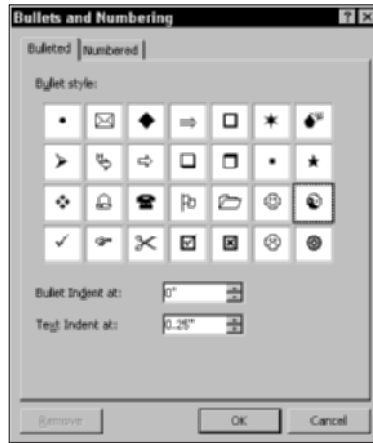 Bullets and Numbering
Bulleted Numbered
Bullet style:
Bullet Indent at: 0"
Text Indent at: 0.25"
Remove OK Cancel